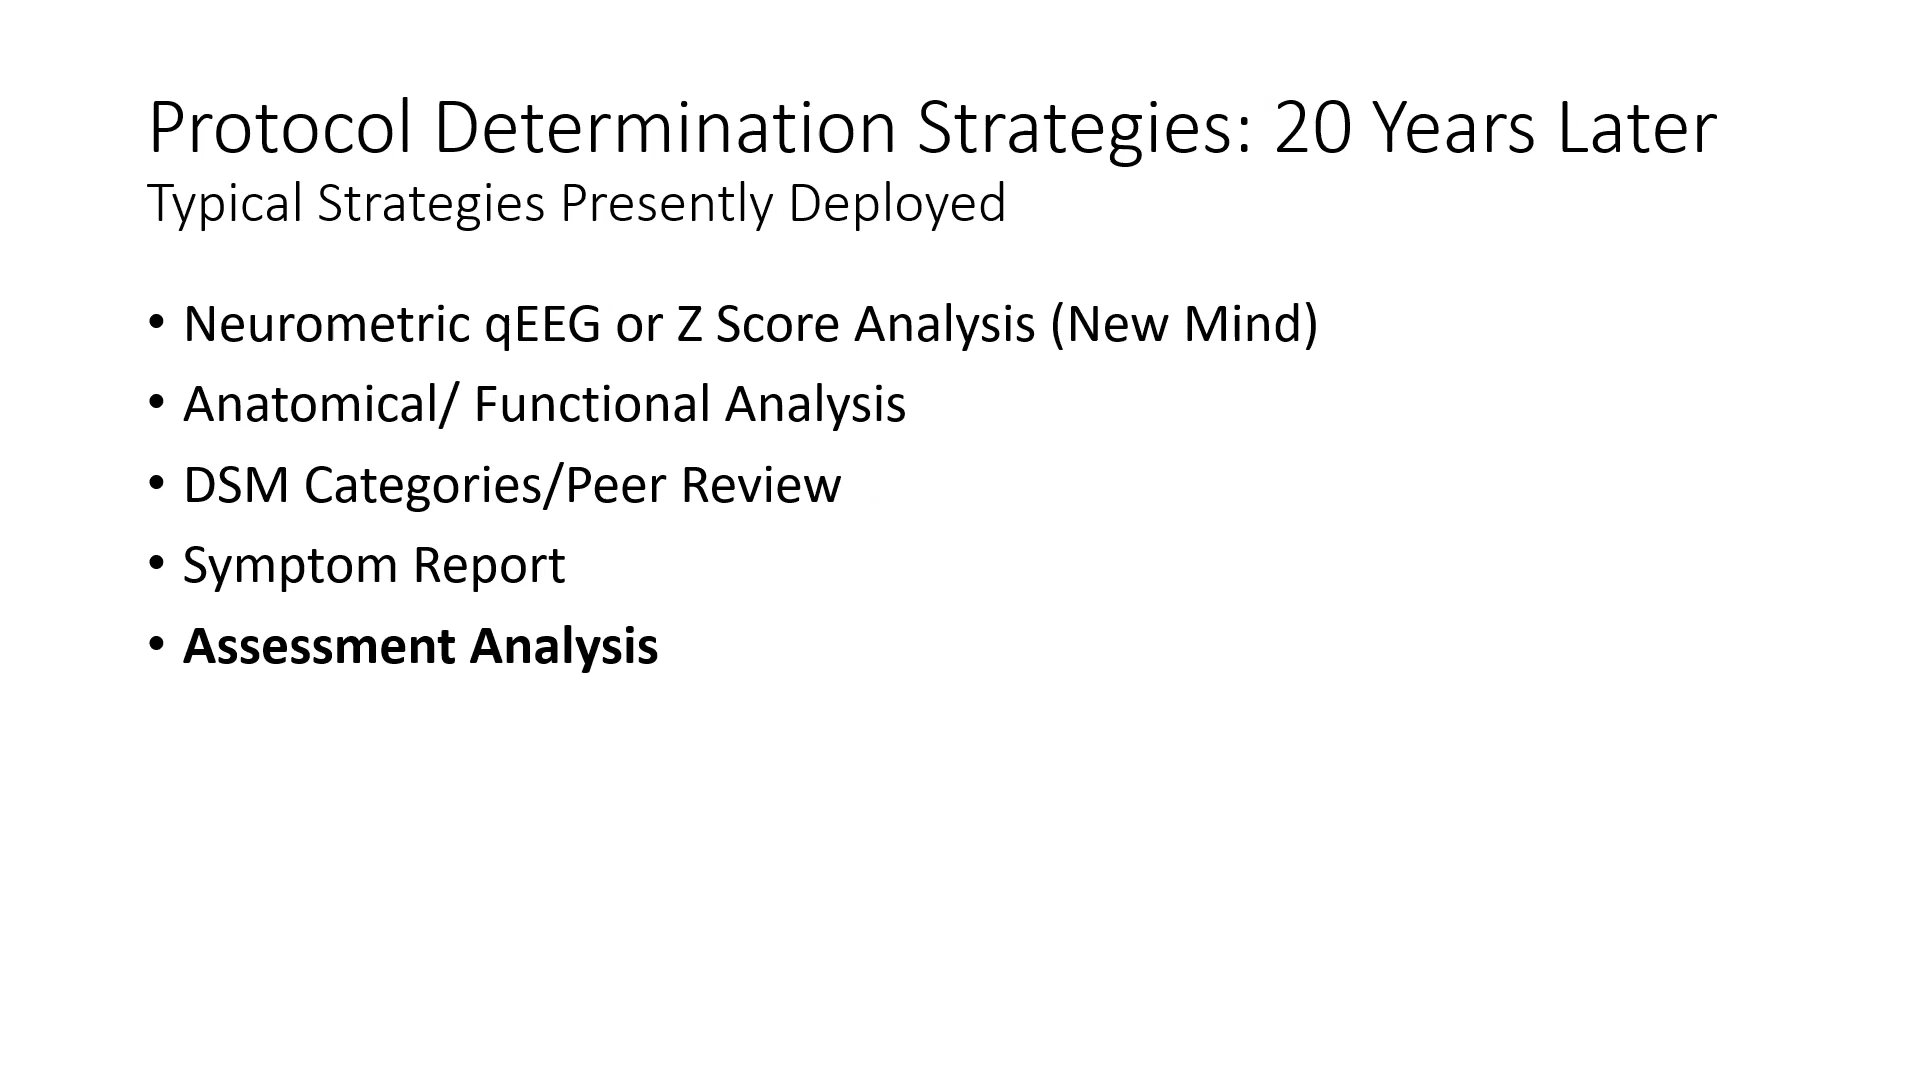 Protocol Determination Strategies: 20 Years Later
Typical Strategies Presently Deployed
• Neurometric qEEG or Z Score Analysis (New Mind)
• Anatomical/ Functional Analysis
• DSM Categories/Peer Review
• Symptom Report
• Assessment Analysis